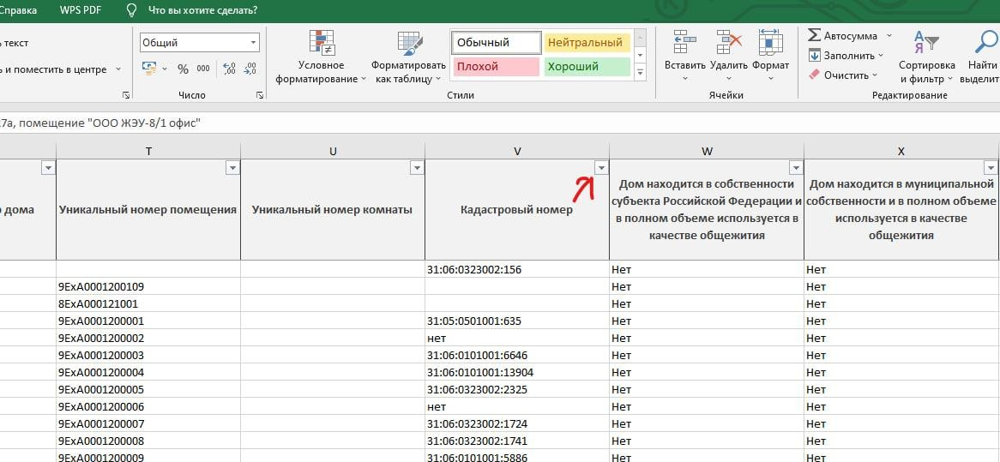 Справка WPS PDF Что вы хотите сделать?
ь текст
Общий
Обычный Нейтральный
Автосумма
Заполнить
ь и поместить в центре
% 000
Условное форматирование
Форматировать как таблицу
Плохой Хороший
Вставить Удалить Формат
Очистить
Сортировка и фильтр
Найти
выделит
Число Стили Ячейки Редактирование
7а, помещение "ООО ЖЭУ-8/1 офис"
T U V W X
р дома Уникальный номер помещения Уникальный номер комнаты Кадастровый номер
Дом находится в собственности
субъекта Российской Федерации и
в полном объеме используется в
качестве общежития
Дом находится в муниципальной
собственности и в полном объеме
используется в качестве
общежития
31:06:0323002:156 Нет Нет
9ExA0001200109 Нет Нет
8ExA000121001 Нет Нет
9ExA0001200001 31:05:0501001:635 Нет Нет
9ExA0001200002 нет Нет Нет
9ExA0001200003 31:06:0101001:6646 Нет Нет
9ExA0001200004 31:06:0101001:13904 Нет Нет
9ExA0001200005 31:06:0323002:2325 Нет Нет
9ExA0001200006 нет Нет Нет
9ExA0001200007 31:06:0323002:1724 Нет Нет
9ExA0001200008 31:06:0323002:1741 Нет Нет
9ExA0001200009 31:06:0101001:5886 Нет Нет